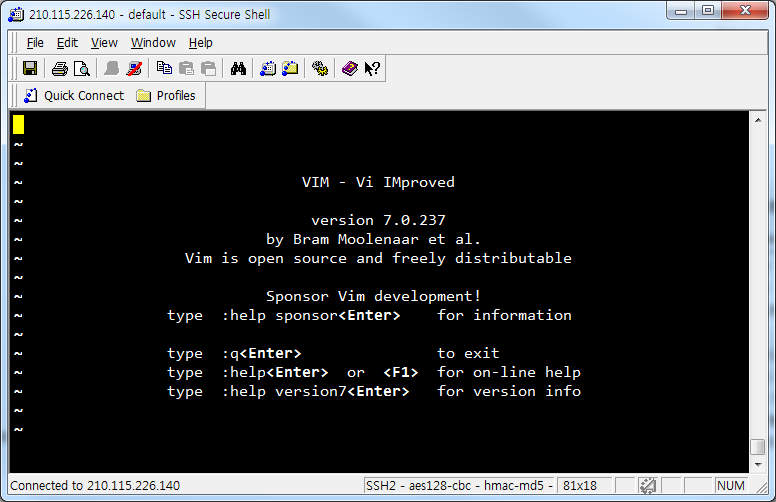 210.115.226.140 - default - SSH Secure Shell
File Edit View Window Help
Quick Connect Profiles
~
~
~ VIM - Vi IMproved
~
~ version 7.0.237
~ by Bram Moolenaar et al.
~ Vim is open source and freely distributable
~
~ Sponsor Vim development!
~ type :help sponsor<Enter> for information
~
~ type :q<Enter> to exit
~ type :help<Enter> or <F1> for on-line help
~ type :help version7<Enter> for version info
~
~
Connected to 210.115.226.140 SSH2 - aes128-cbc - hmac-md5 - 81x18 NUM